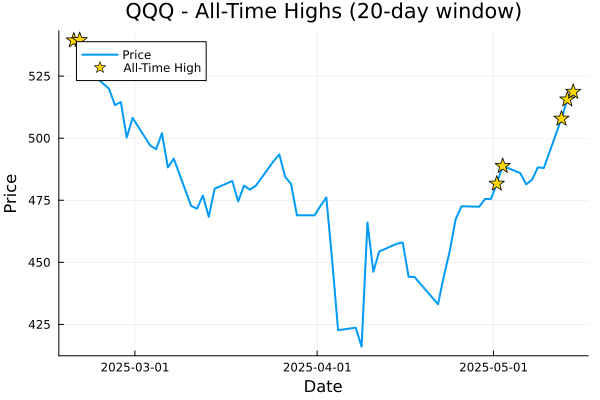 QQQ - All-Time Highs (20-day window)
Price
All-Time High
525
500
475
450
425
Price
2025-03-01
2025-04-01
2025-05-01
Date